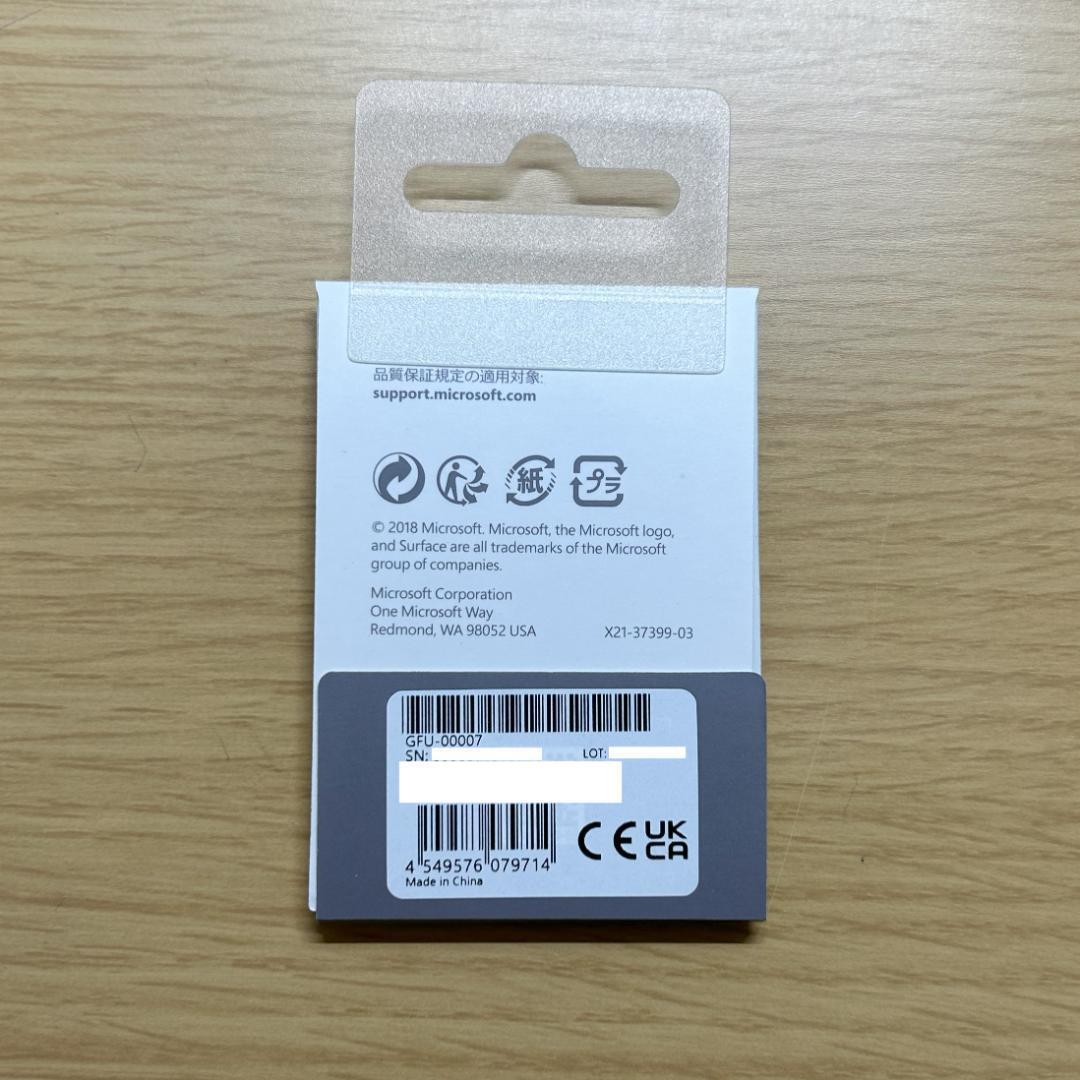 品質保証規定の適用対象:
support.microsoft.com
紙
プラ
© 2018 Microsoft. Microsoft, the Microsoft logo,
and Surface are all trademarks of the Microsoft
group of companies.
Microsoft Corporation
One Microsoft Way
Redmond, WA 98052 USA
X21-37399-03
GFU-00007
SN:
LOT:
CE
UK
CA
4 549576 079714
Made in China